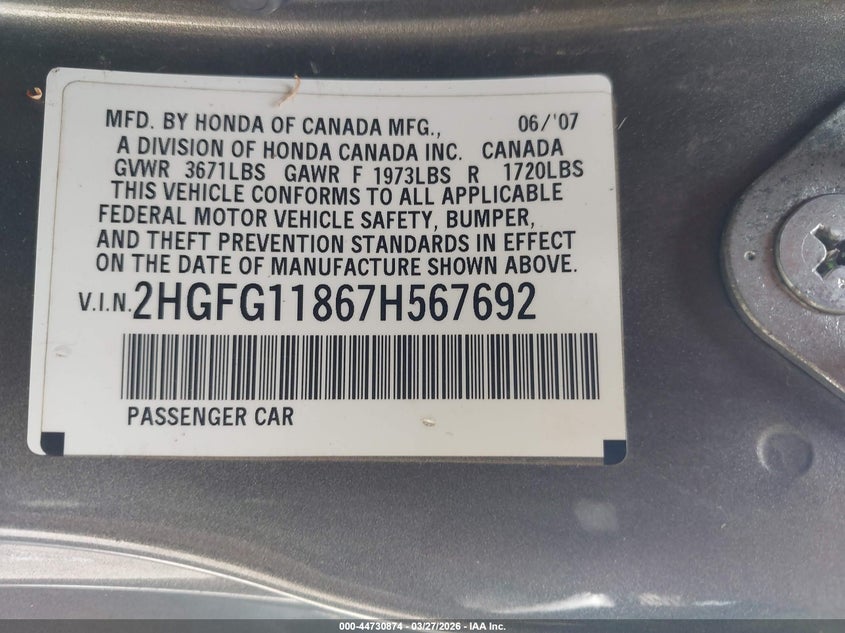 MFD. BY HONDA OF CANADA MFG., 06/'07
A DIVISION OF HONDA CANADA INC. CANADA
GVWR 3671LBS GAWR F 1973LBS R 1720LBS
THIS VEHICLE CONFORMS TO ALL APPLICABLE
FEDERAL MOTOR VEHICLE SAFETY, BUMPER,
AND THEFT PREVENTION STANDARDS IN EFFECT
ON THE DATE OF MANUFACTURE SHOWN ABOVE.
V.I.N. 2HGFG11867H567692
PASSENGER CAR
000-44730874 - 03/27/2026 - IAA Inc.